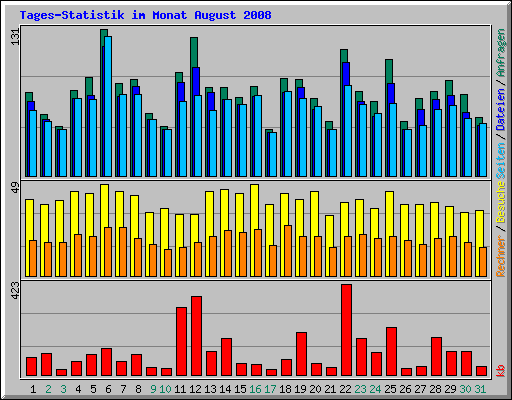 Tages-Statistik im Monat August 2008
131
49
423
Rechner / Besuche Seiten / Dateien / Anfragen
kb
1 2 3 4 5 6 7 8 9 10 11 12 13 14 15 16 17 18 19 20 21 22 23 24 25 26 27 28 29 30 31